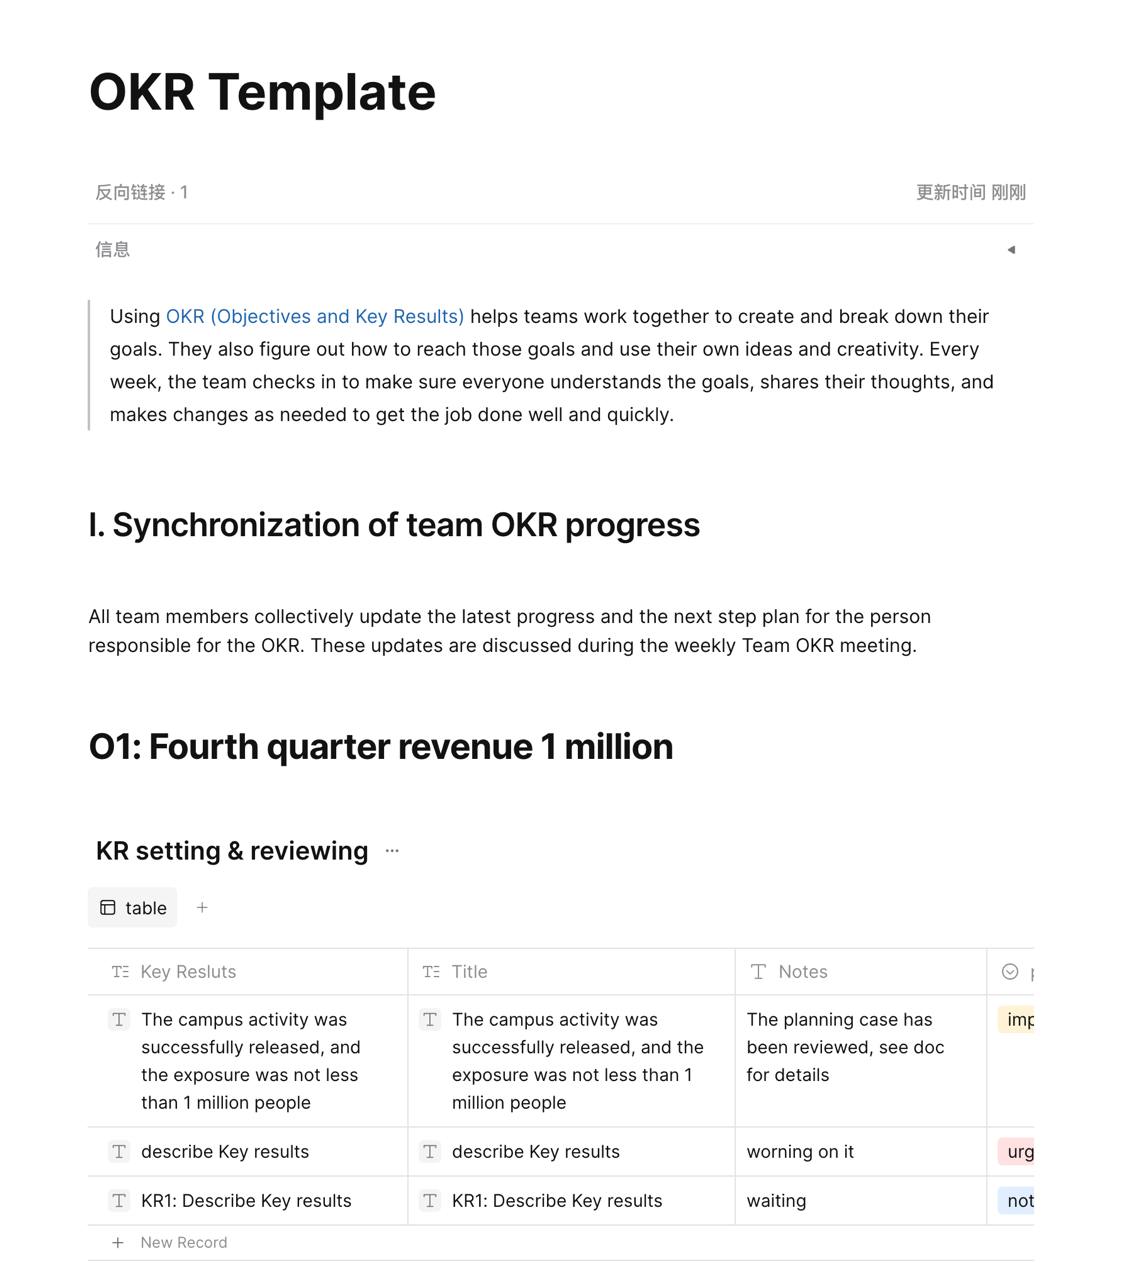 OKR Template
反向链接 · 1
更新时间 刚刚
信息
Using OKR (Objectives and Key Results) helps teams work together to create and break down their
goals. They also figure out how to reach those goals and use their own ideas and creativity. Every
week, the team checks in to make sure everyone understands the goals, shares their thoughts, and
makes changes as needed to get the job done well and quickly.
I. Synchronization of team OKR progress
All team members collectively update the latest progress and the next step plan for the person
responsible for the OKR. These updates are discussed during the weekly Team OKR meeting.
O1: Fourth quarter revenue 1 million
KR setting & reviewing ···
table +
Key Resluts
Title
Notes
The campus activity was
successfully released, and
the exposure was not less
than 1 million people
The campus activity was
successfully released, and the
exposure was not less than 1
million people
The planning case has
been reviewed, see doc
for details
imp
describe Key results
describe Key results
worning on it
urg
KR1: Describe Key results
KR1: Describe Key results
waiting
not
+ New Record